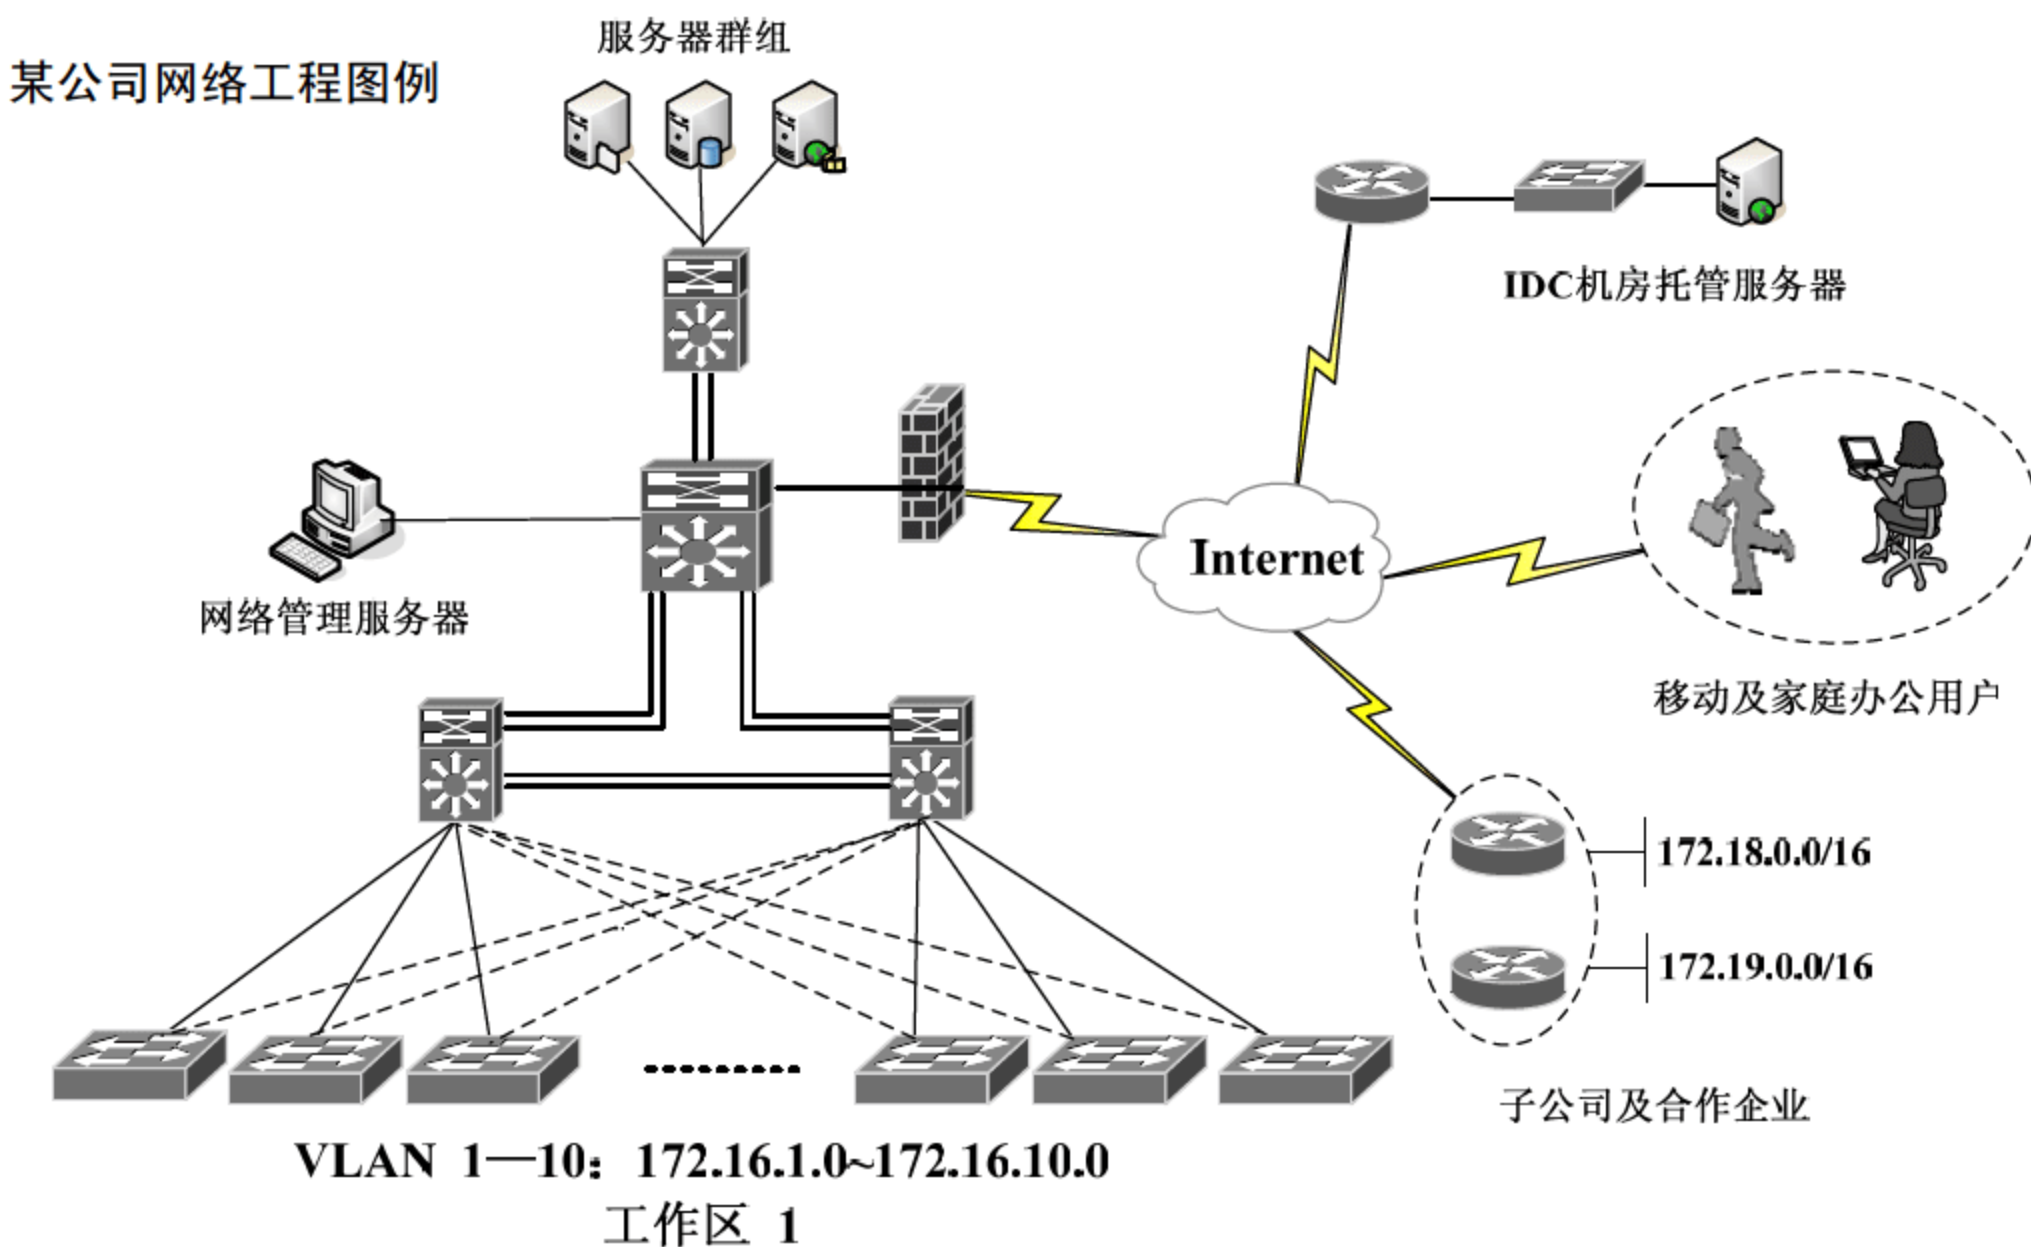 服务器群组
某公司网络工程图例
IDC机房托管服务器
Internet
网络管理服务器
移动及家庭办公用户
172.18.0.0/16
172.19.0.0/16
子公司及合作企业
VLAN 1—10：172.16.1.0~172.16.10.0
工作区 1